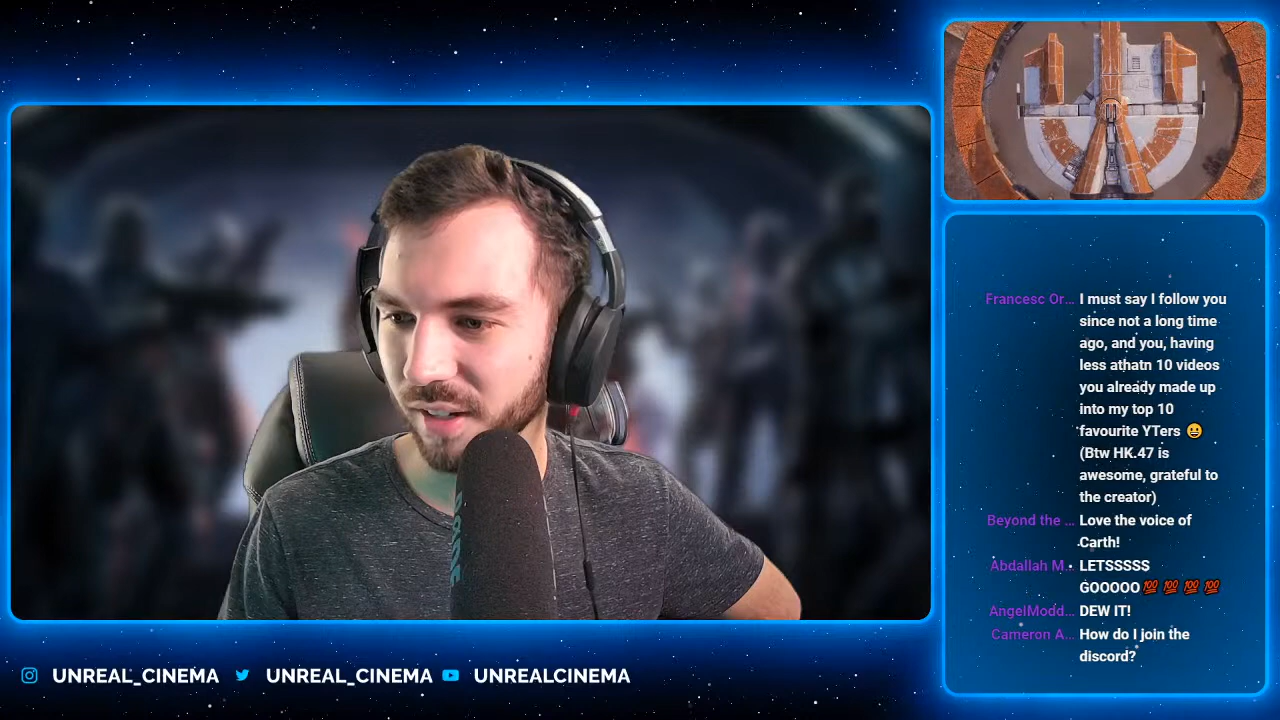 Francesc Or... I must say I follow you
since not a long time
ago, and you, having
less athatn 10 videos
you already made up
into my top 10
favourite YTers 😀
(Btw HK.47 is
awesome, grateful to
the creator)
Beyond the ... Love the voice of
Carth!
Abdallah M... LETSSSSS
GOOOOO💯 💯 💯 💯
AngelModd... DEW IT!
Cameron A... How do I join the
discord?
RODE
UNREAL_CINEMA UNREAL_CINEMA UNREALCINEMA